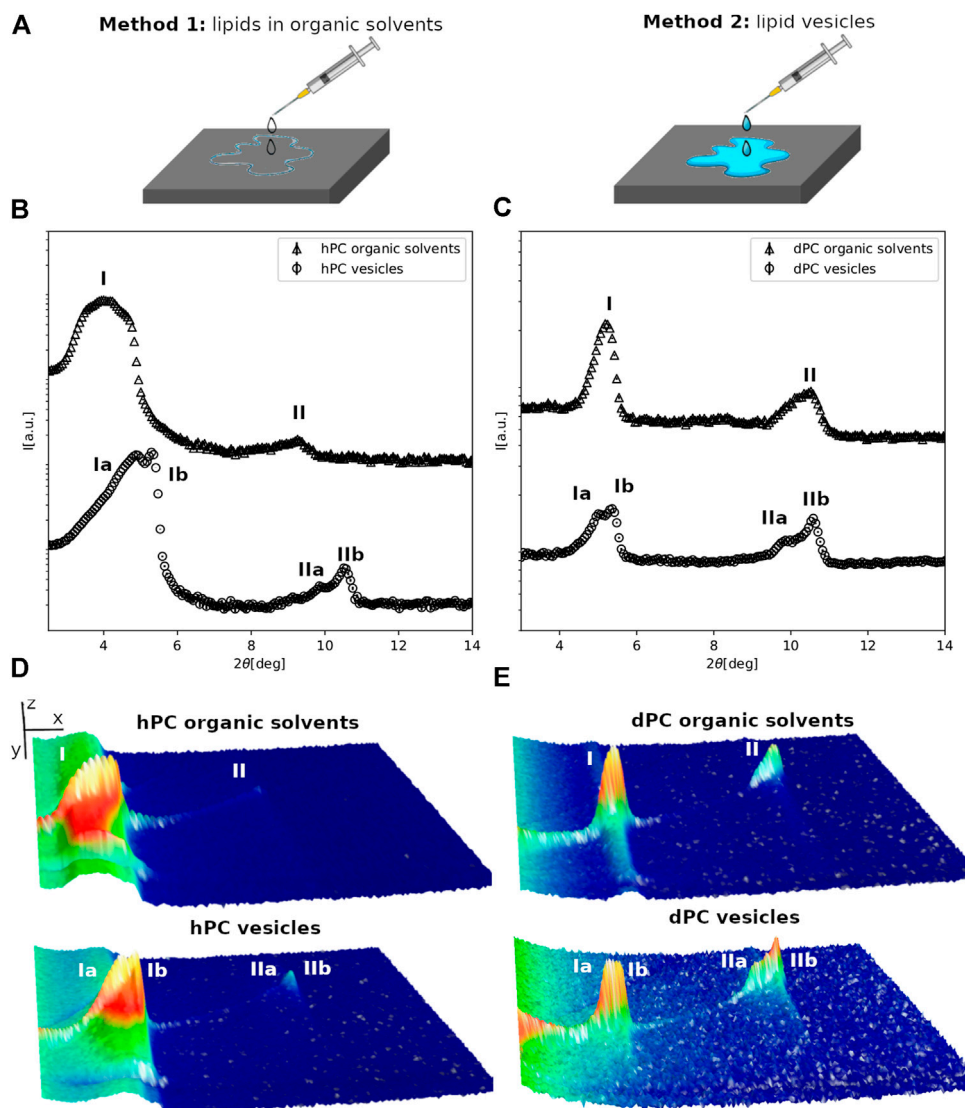 A
Method 1: lipids in organic solvents
Method 2: lipid vesicles
B
C
hPC organic solvents
hPC vesicles
I
II
Ia
Ib
IIa
IIb
I[a.u.]
4 6 8 10 12 14
2θ[deg]
dPC organic solvents
dPC vesicles
I
II
Ia
Ib
IIa
IIb
I[a.u.]
4 6 8 10 12 14
2θ[deg]
D
E
z
x
y
hPC organic solvents
I
II
dPC organic solvents
I
II
hPC vesicles
Ia Ib IIa IIb
dPC vesicles
Ia Ib IIa IIb